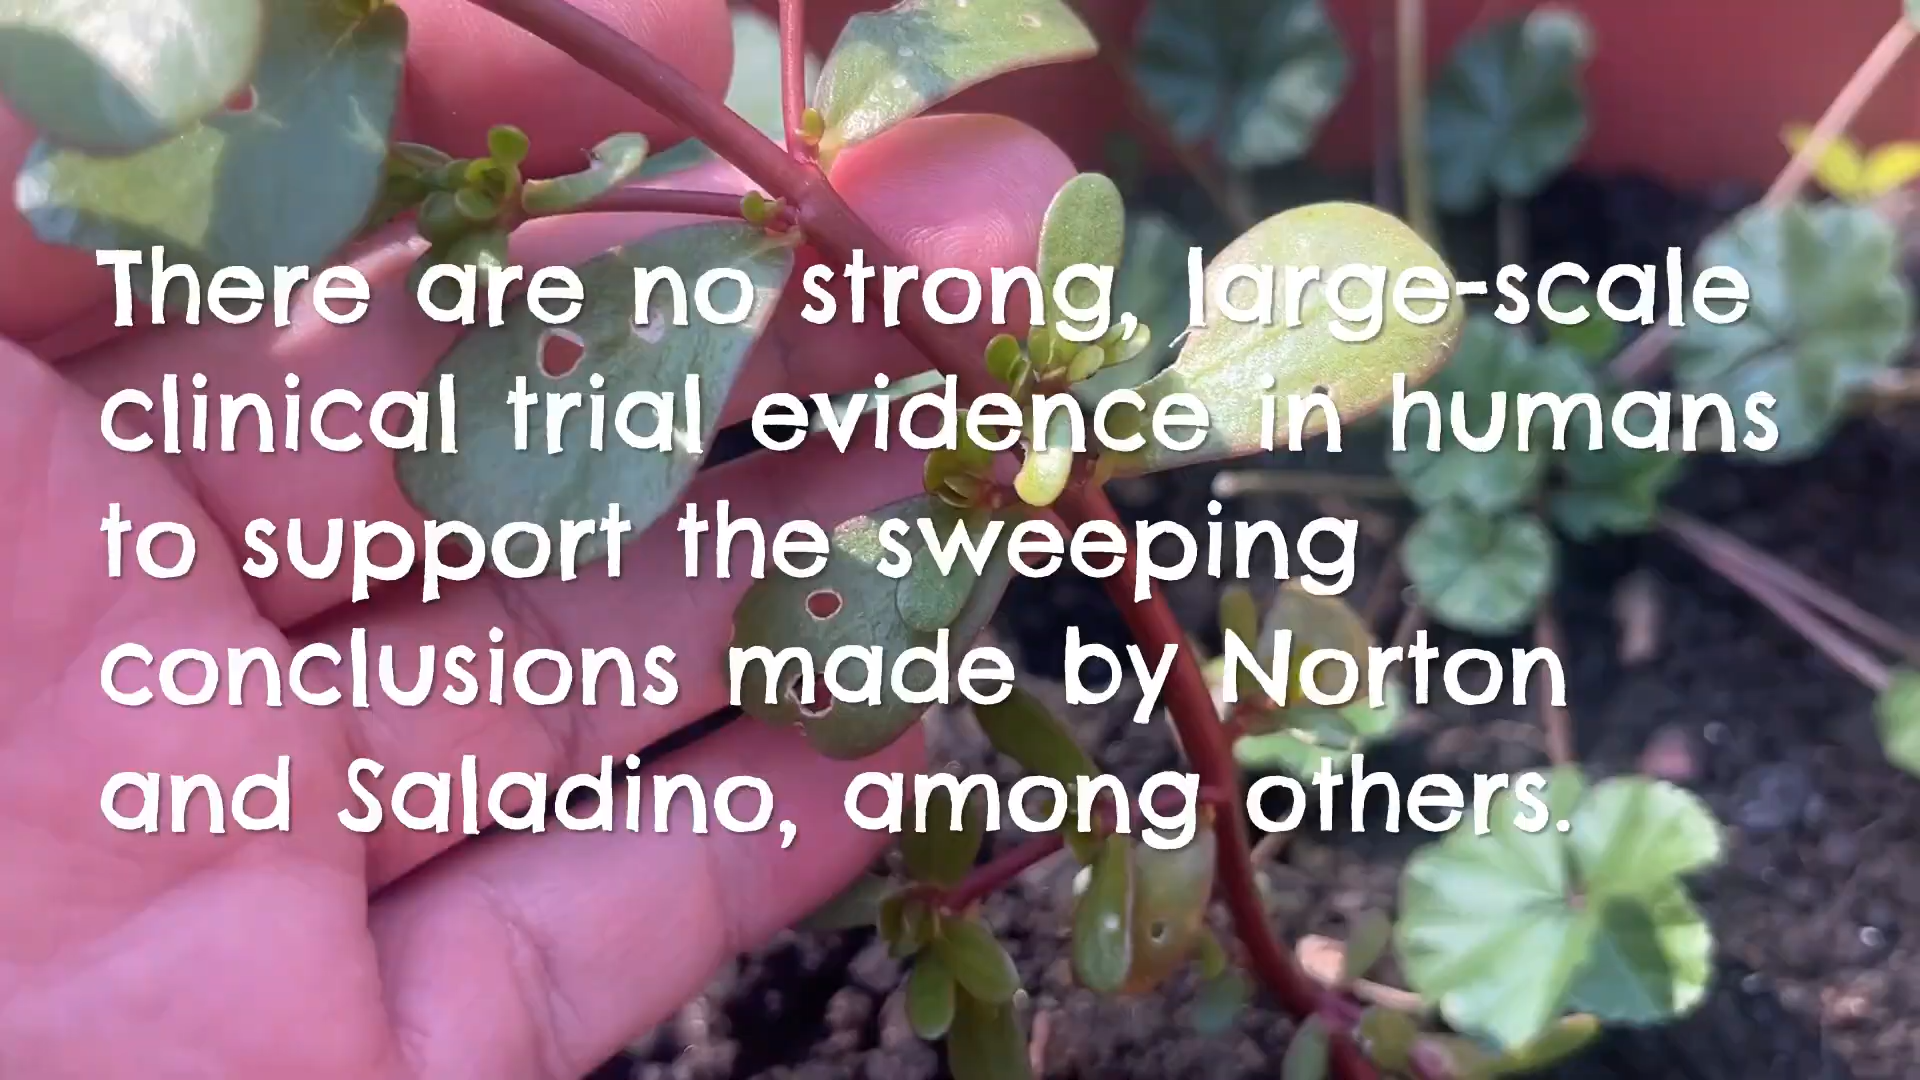 There are no strong, large-scale
clinical trial evidence in humans
to support the sweeping
conclusions made by Norton
and Saladino, among others.